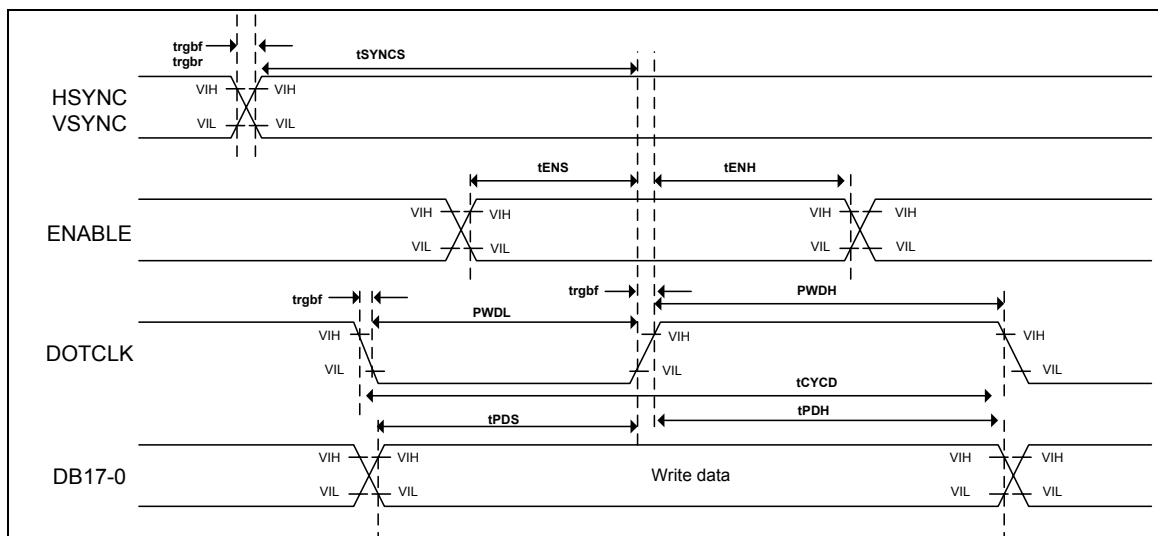 trgbf
trgbr
tSYNCS
HSYNC
VSYNC
VIH
VIH
VIL
VIL
tENS
tENH
ENABLE
VIH
VIH
VIL
VIL
VIH
VIH
VIL
VIL
trgbf
trgbf
PWDH
PWDL
DOTCLK
VIH
VIL
VIH
VIL
VIH
VIL
tCYCD
tPDS
tPDH
DB17-0
VIH
VIH
VIL
VIL
Write data
VIH
VIH
VIL
VIL